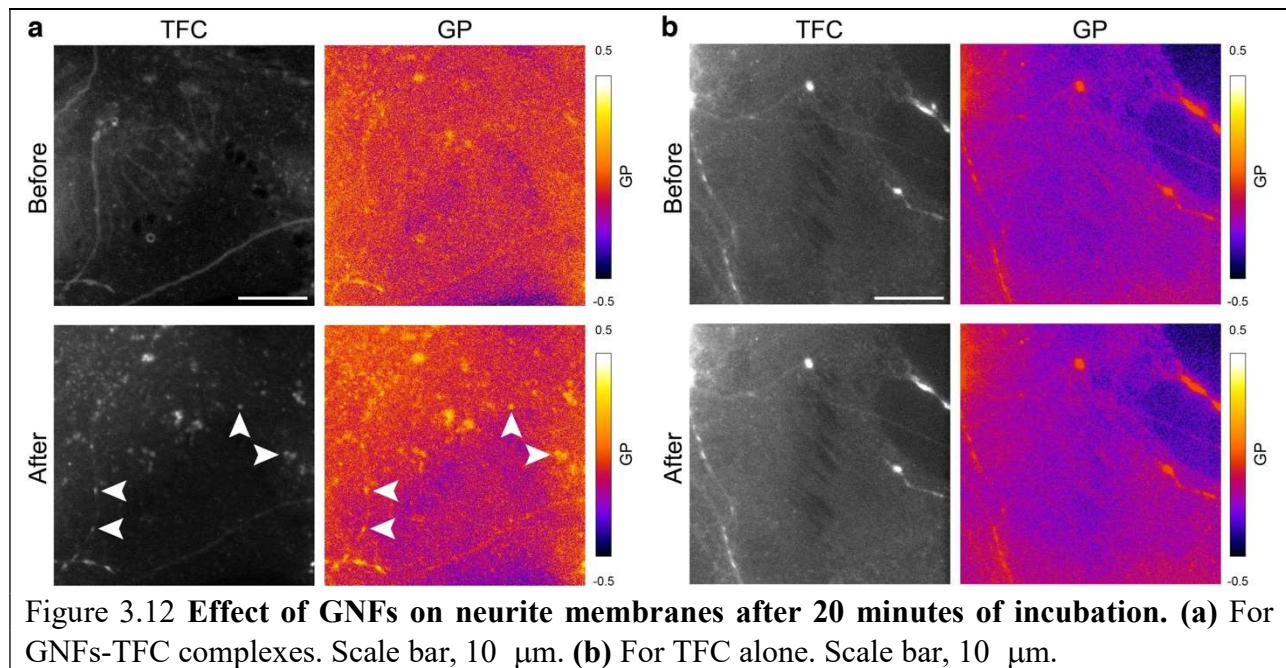 a TFC GP b TFC GP
Before 0.5 GP -0.5 Before 0.5 GP -0.5
After 0.5 GP -0.5 After 0.5 GP -0.5
Figure 3.12 Effect of GNFs on neurite membranes after 20 minutes of incubation. (a) For
GNFs-TFC complexes. Scale bar, 10 μm. (b) For TFC alone. Scale bar, 10 μm.